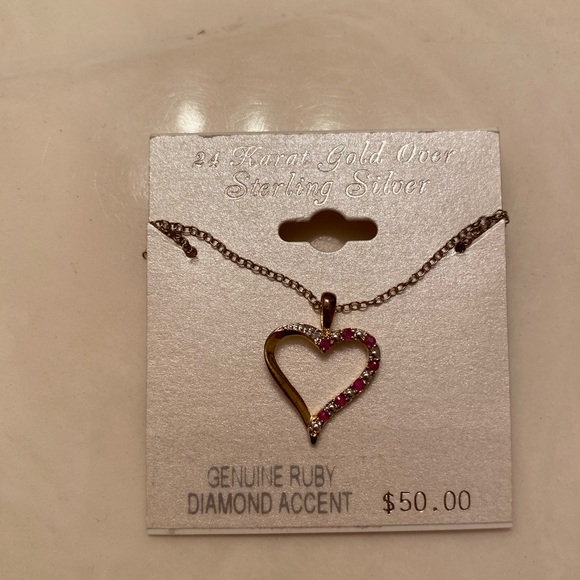 24 Karat Gold Over
Sterling Silver
GENUINE RUBY
DIAMOND ACCENT $50.00